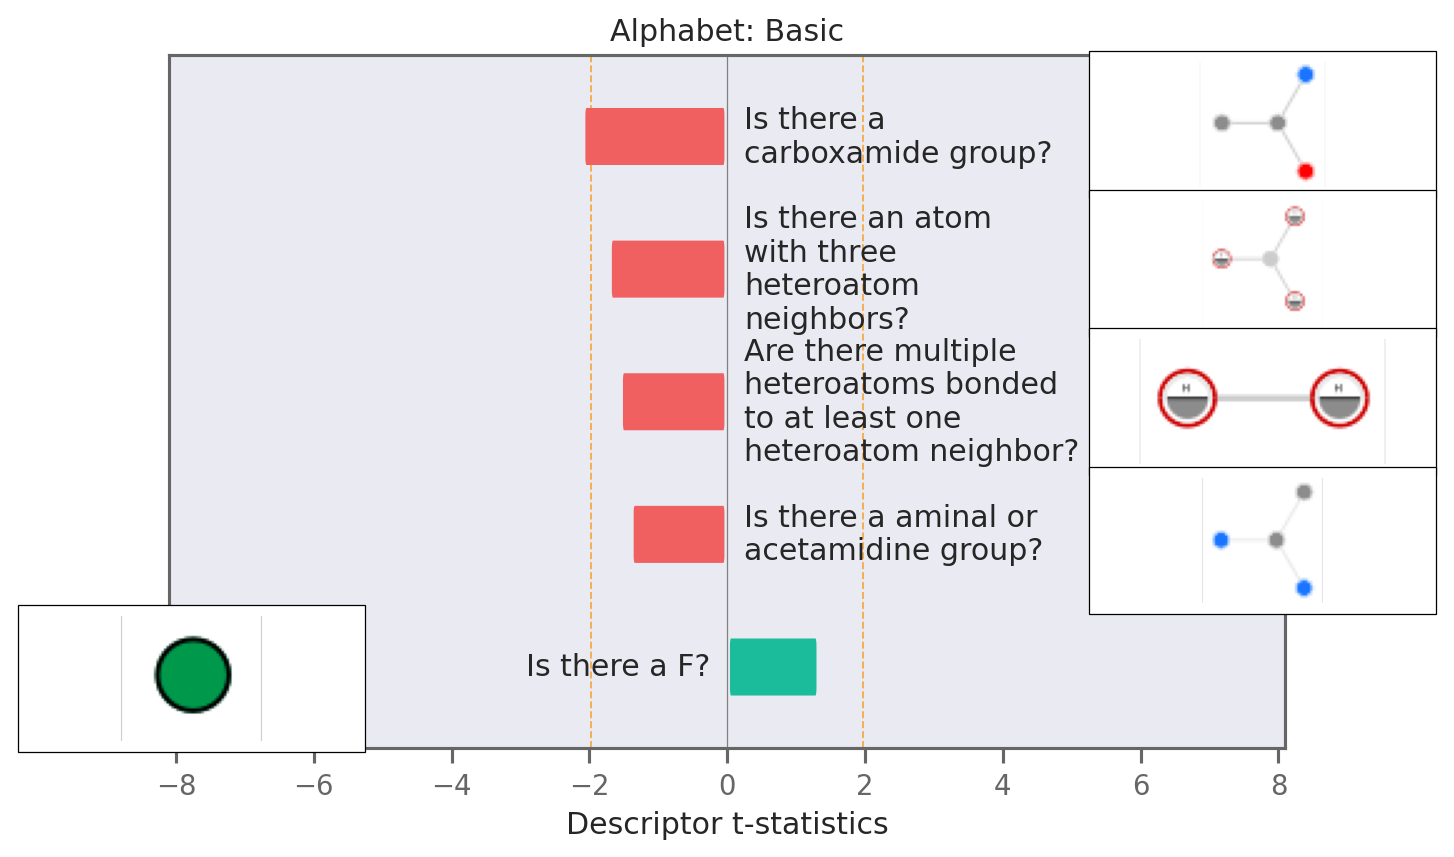 Alphabet: Basic
Is there a
carboxamide group?
Is there an atom
with three
heteroatom
neighbors?
Are there multiple
heteroatoms bonded
to at least one
heteroatom neighbor?
H H
Is there a aminal or
acetamidine group?
Is there a F?
−8 −6 −4 −2 0 2 4 6 8
Descriptor t-statistics